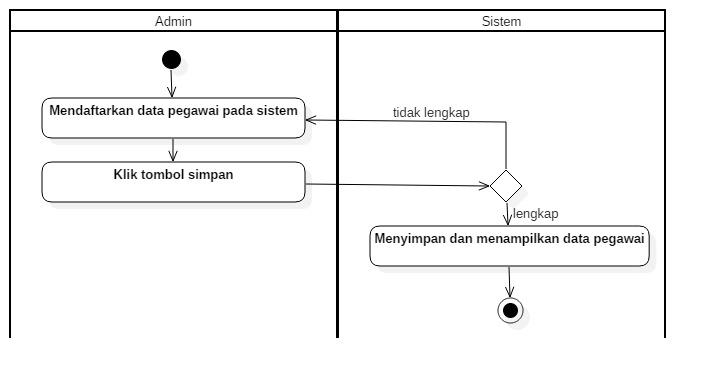 Admin
Sistem
Mendaftarkan data pegawai pada sistem
tidak lengkap
Klik tombol simpan
lengkap
Menyimpan dan menampilkan data pegawai